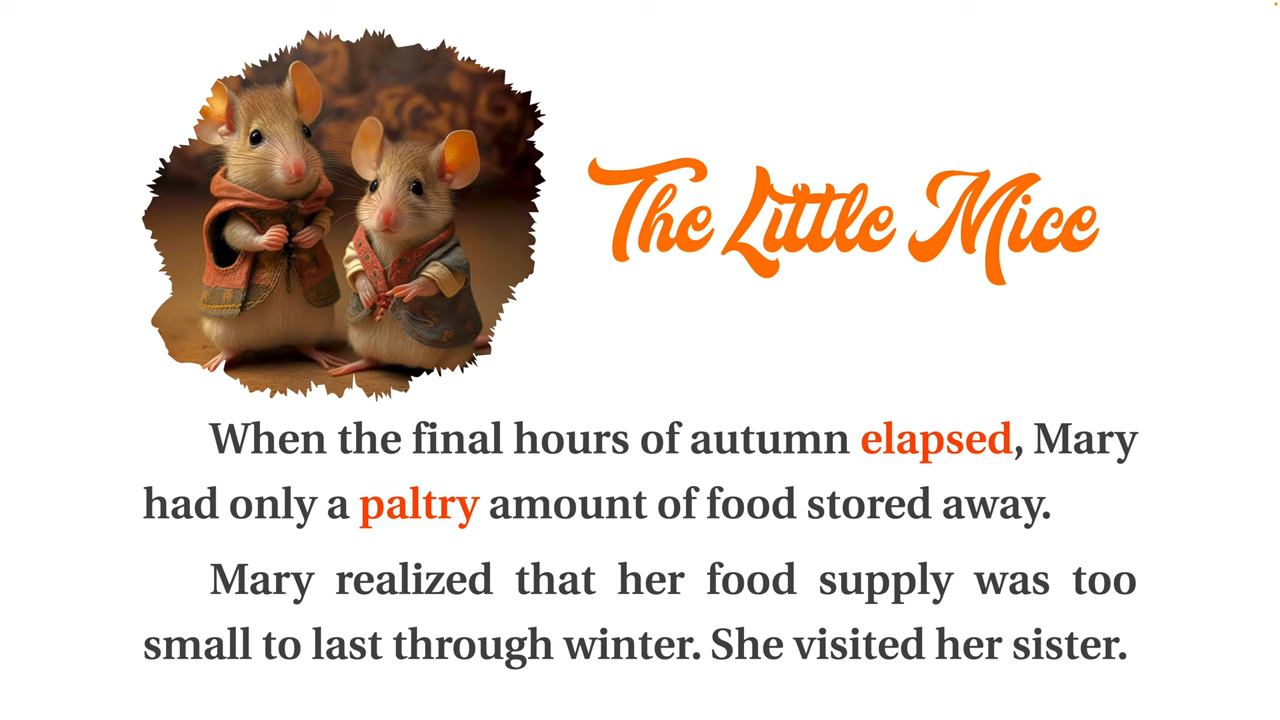 The Little Mice
When the final hours of autumn elapsed, Mary
had only a paltry amount of food stored away.
Mary realized that her food supply was too
small to last through winter. She visited her sister.